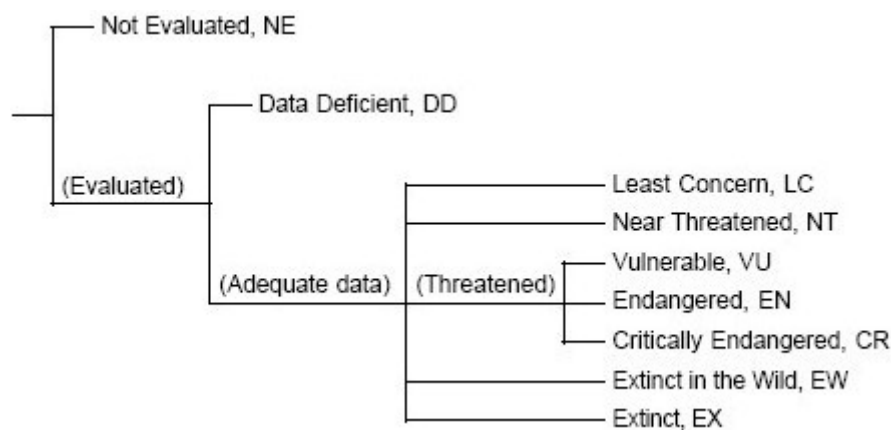 Not Evaluated, NE
Data Deficient, DD
(Evaluated)
Least Concern, LC
Near Threatened, NT
Vulnerable, VU
(Adequate data)
(Threatened)
Endangered, EN
Critically Endangered, CR
Extinct in the Wild, EW
Extinct, EX